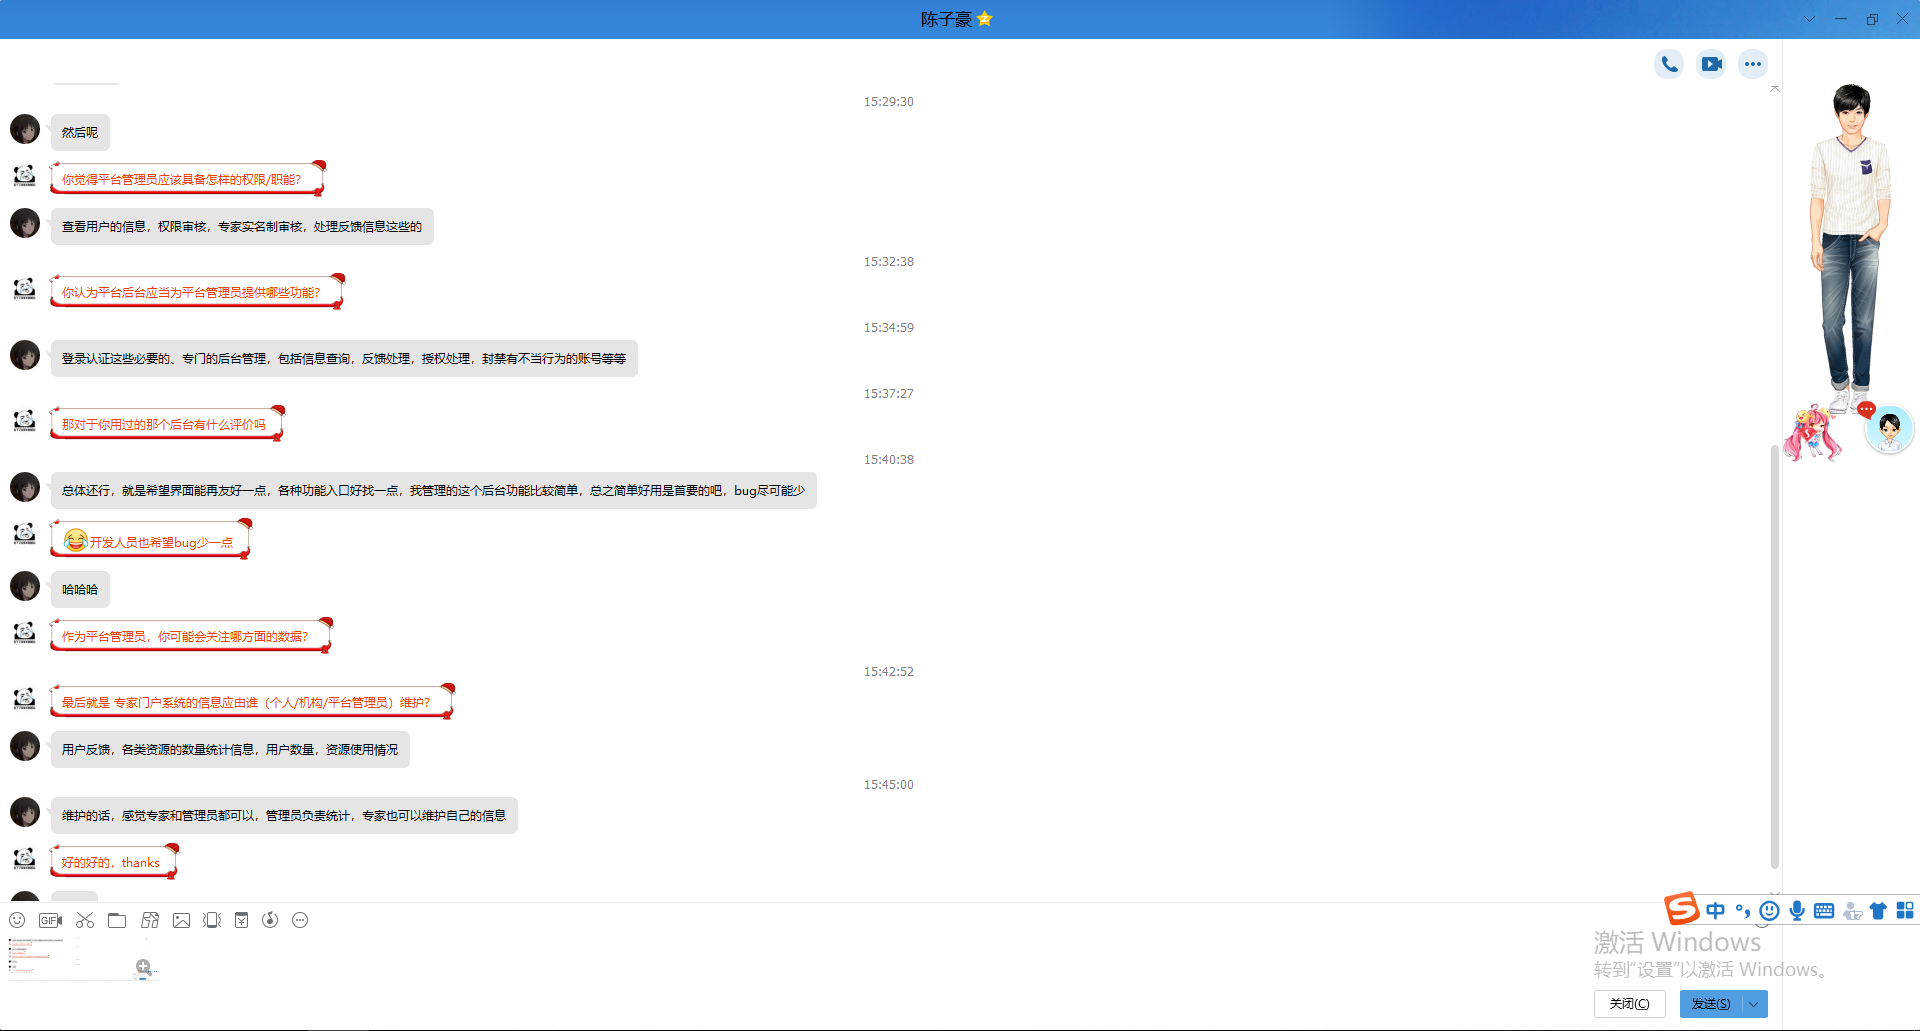 陈子豪
15:29:30
然后呢
你觉得平台管理员应该具备怎样的权限/职能?
查看用户的信息，权限审核，专家实名制审核，处理反馈信息这些的
15:32:38
你认为平台后台应当为平台管理员提供哪些功能?
15:34:59
登录认证这些必要的、专门的后台管理，包括信息查询，反馈处理，授权处理，封禁有不当行为的账号等等
15:37:27
那对于你用过的那个后台有什么评价吗
15:40:38
总体还行，就是希望界面能再友好一点，各种功能入口好找一点，我管理的这个后台功能比较简单，总之简单好用是首要的吧，bug尽可能少
😂开发人员也希望bug少一点
哈哈哈
作为平台管理员，你可能会关注哪方面的数据?
15:42:52
最后就是 专家门户系统的信息应由谁（个人/机构/平台管理员）维护?
用户反馈，各类资源的数量统计信息，用户数量，资源使用情况
15:45:00
维护的话，感觉专家和管理员都可以，管理员负责统计，专家也可以维护自己的信息
好的好的，thanks
GIF
中
激活 Windows
转到“设置”以激活 Windows。
关闭(C)
发送(S)